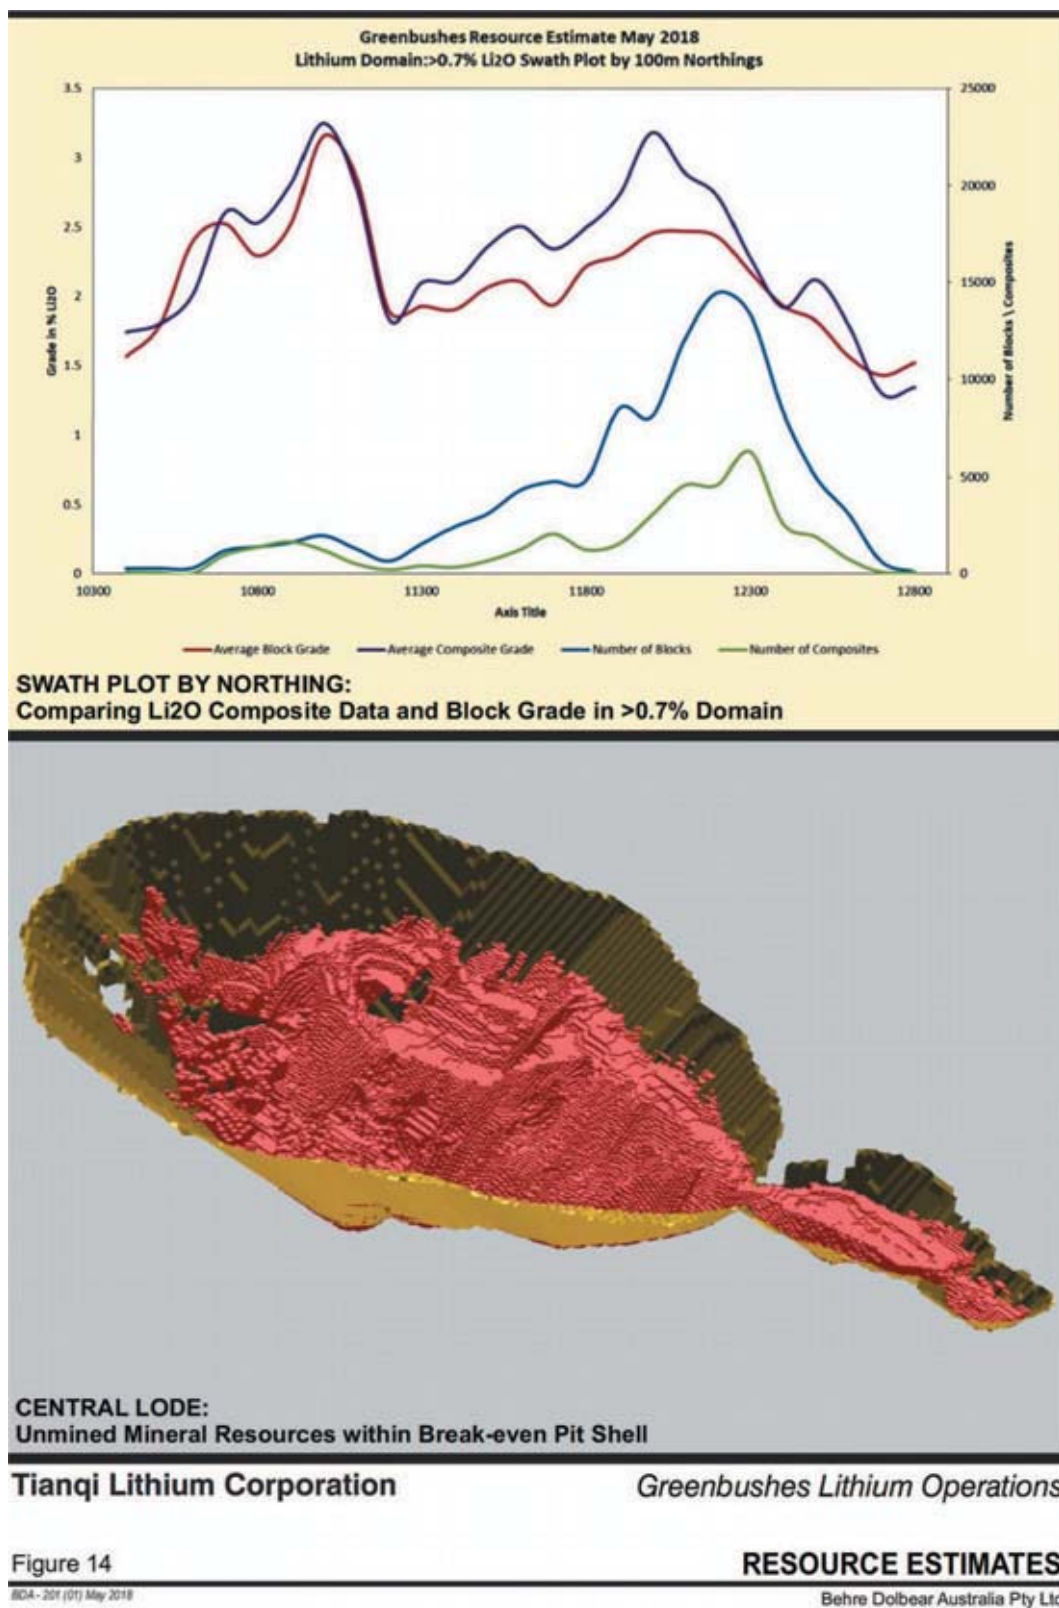 Greenbushes Resource Estimate May 2018
Lithium Domain:>0.7% Li2O Swath Plot by 100m Northings
3.5
3
2.5
2
1.5
1
0.5
0
Grade in % Li2O
25000
20000
15000
10000
5000
0
Number of Blocks \ Composites
10300 10800 11300 11800 12300 12800
Axis Title
Average Block Grade Average Composite Grade Number of Blocks Number of Composites
SWATH PLOT BY NORTHING:
Comparing Li2O Composite Data and Block Grade in >0.7% Domain
CENTRAL LODE:
Unmined Mineral Resources within Break-even Pit Shell
Tianqi Lithium Corporation Greenbushes Lithium Operations
Figure 14 RESOURCE ESTIMATES
BDA - 201 (01) May 2018 Behre Dolbear Australia Pty Ltd